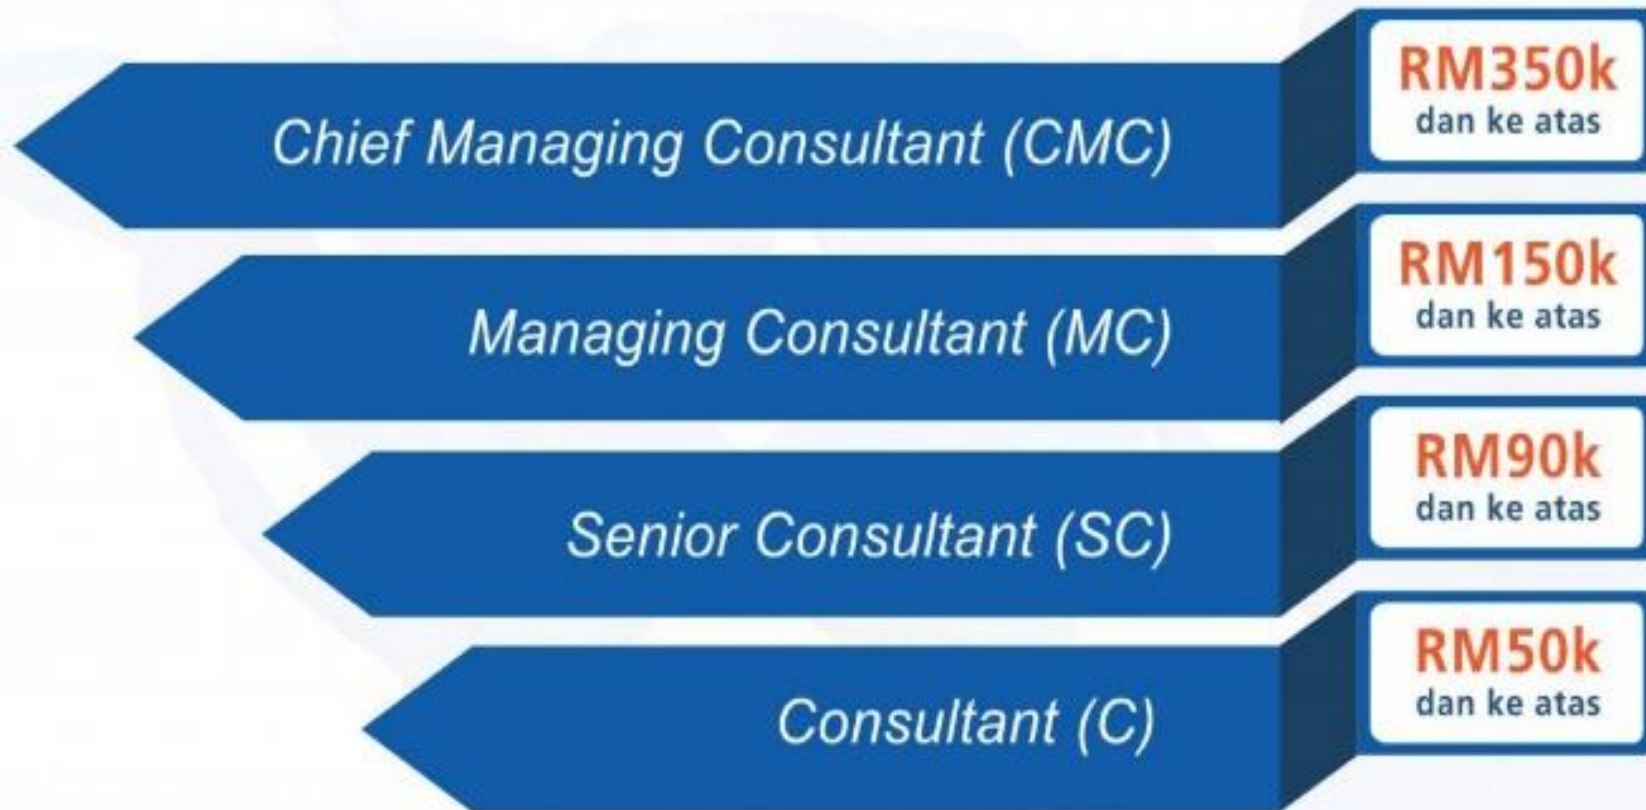 Chief Managing Consultant (CMC)
RM350k
dan ke atas
Managing Consultant (MC)
RM150k
dan ke atas
Senior Consultant (SC)
RM90k
dan ke atas
Consultant (C)
RM50k
dan ke atas